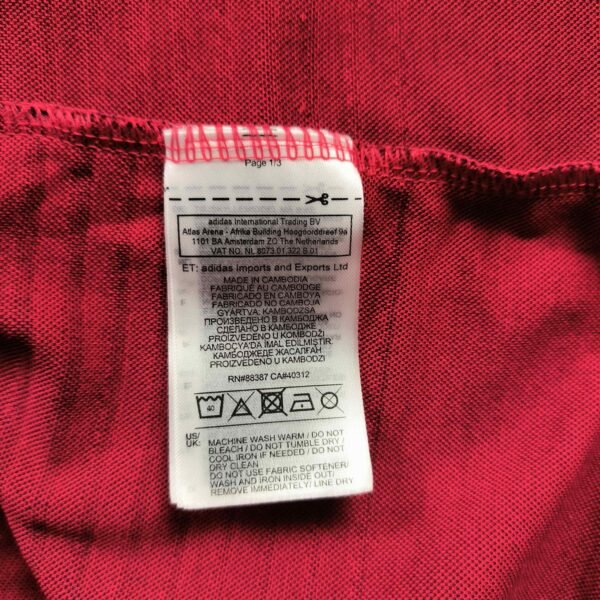 Page 1/3
adidas International Trading BV
Atlas Arena - Afrika Building Hoogoorddreef 9a
1101 BA Amsterdam ZO The Netherlands
VAT NO. NL 8073.01.322.B.01
ET: adidas Imports and Exports Ltd
MADE IN CAMBODIA
FABRIQUÉ AU CAMBODGE
FABRICADO EN CAMBOYA
FABRICADO NO CAMBOJA
GYÁRTVA: KAMBODZSA
ПРОИЗВЕДЕНО В КАМБОДЖЕ
СДЕЛАНО В КАМБОДЖЕ
PROIZVEDENO U KOMBODŽI
KAMBOÇYA'DA İMAL EDİLMİŞTİR.
КАМБОДЖЕДЕ ЖАСАЛҒАН
PROIZVEDENO U KAMBODZI
RN#88387 CA#40312
40
US/
UK: MACHINE WASH WARM / DO NOT
BLEACH / DO NOT TUMBLE DRY /
COOL IRON IF NEEDED / DO NOT
DRY CLEAN
DO NOT USE FABRIC SOFTENER/
WASH AND IRON INSIDE OUT/
REMOVE IMMEDIATELY/ LINE DRY